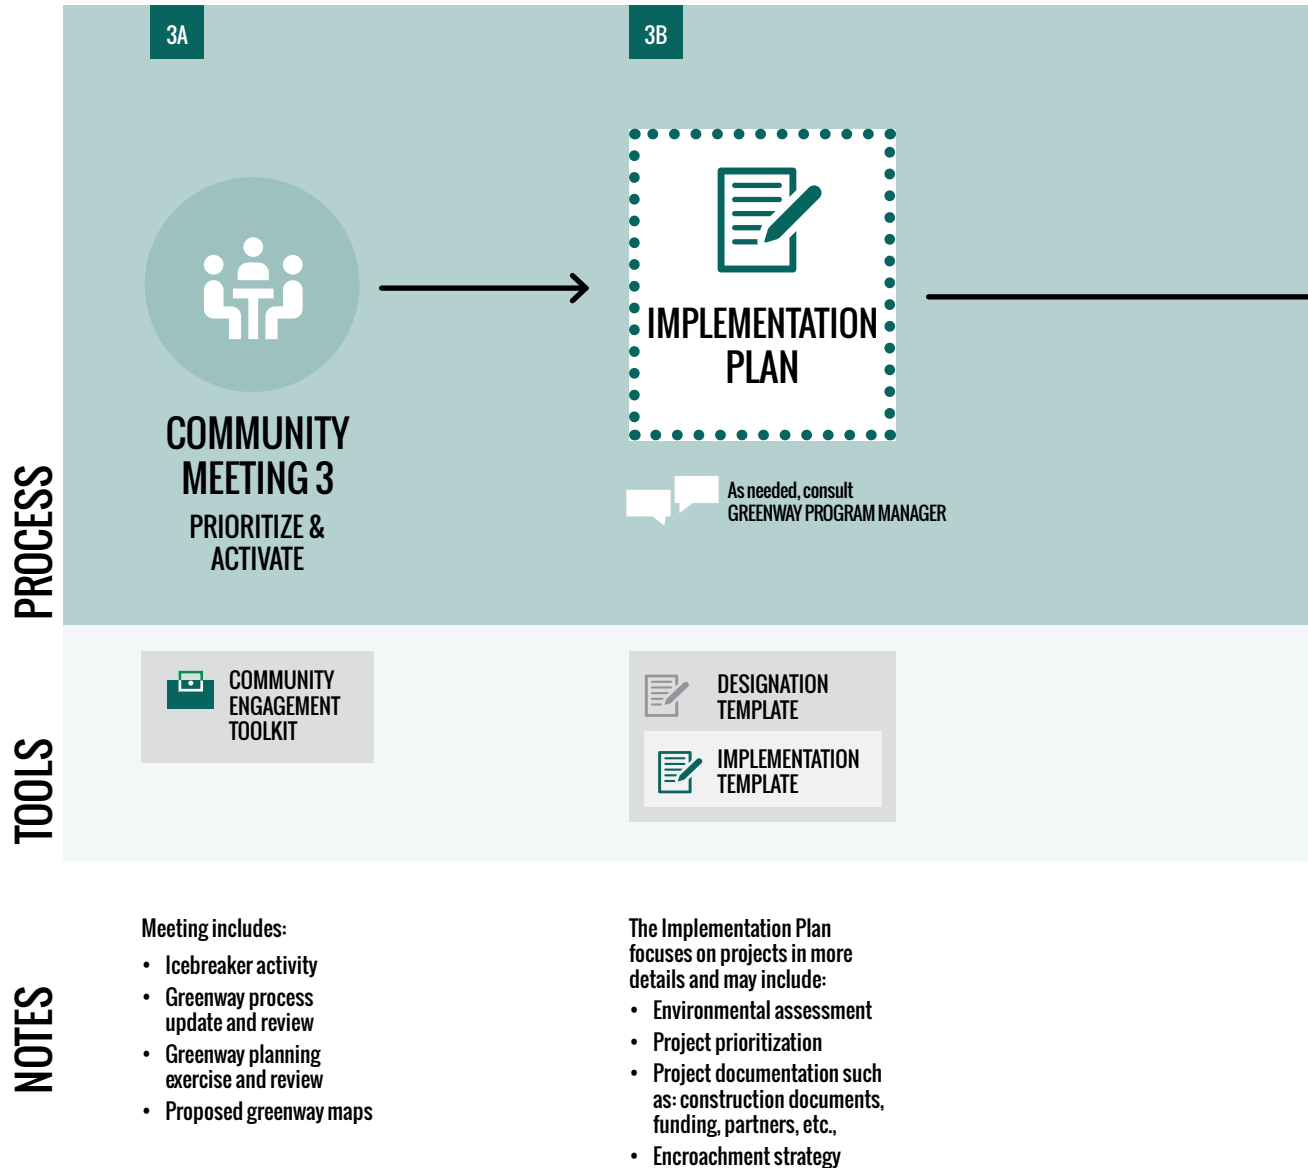 3A
3B
IMPLEMENTATION
PLAN
COMMUNITY
MEETING 3
PRIORITIZE &
ACTIVATE
As needed, consult
GREENWAY PROGRAM MANAGER
PROCESS
COMMUNITY
ENGAGEMENT
TOOLKIT
DESIGNATION
TEMPLATE
IMPLEMENTATION
TEMPLATE
TOOLS
Meeting includes:
• Icebreaker activity
• Greenway process
update and review
• Greenway planning
exercise and review
• Proposed greenway maps
The Implementation Plan
focuses on projects in more
details and may include:
• Environmental assessment
• Project prioritization
• Project documentation such
as: construction documents,
funding, partners, etc.,
• Encroachment strategy
NOTES